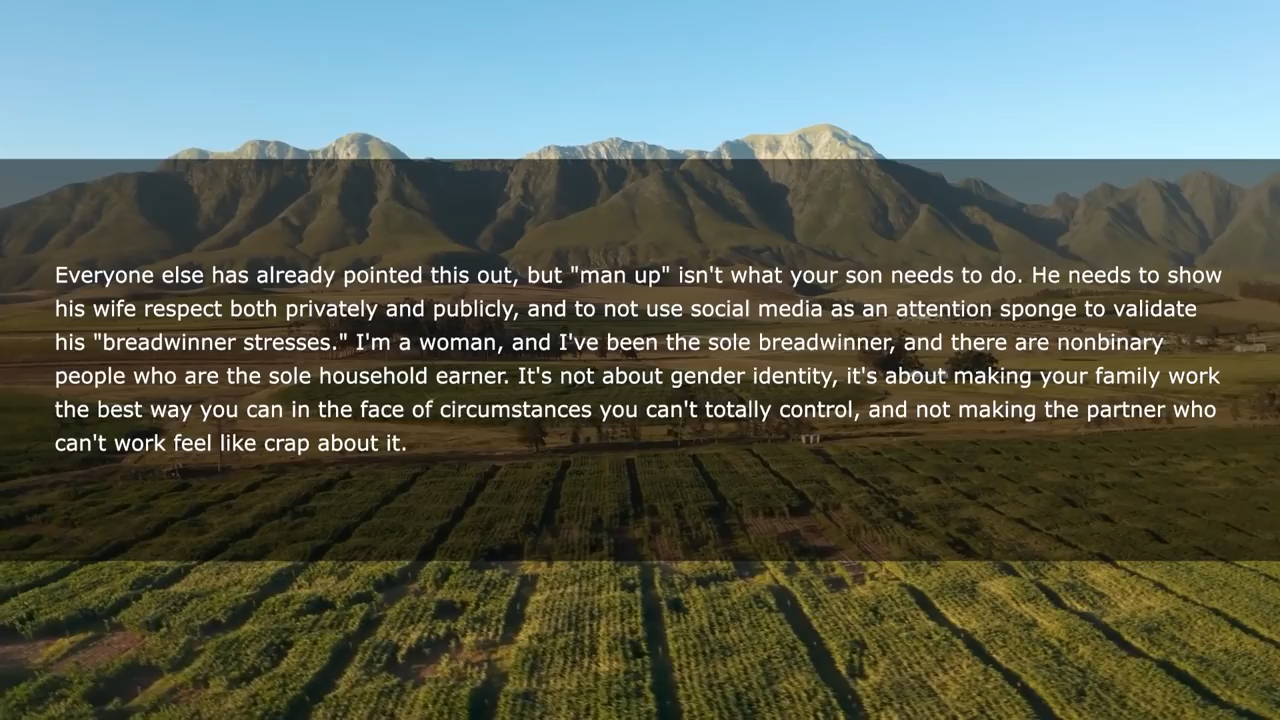 Everyone else has already pointed this out, but "man up" isn't what your son needs to do. He needs to show
his wife respect both privately and publicly, and to not use social media as an attention sponge to validate
his "breadwinner stresses." I'm a woman, and I've been the sole breadwinner, and there are nonbinary
people who are the sole household earner. It's not about gender identity, it's about making your family work
the best way you can in the face of circumstances you can't totally control, and not making the partner who
can't work feel like crap about it.